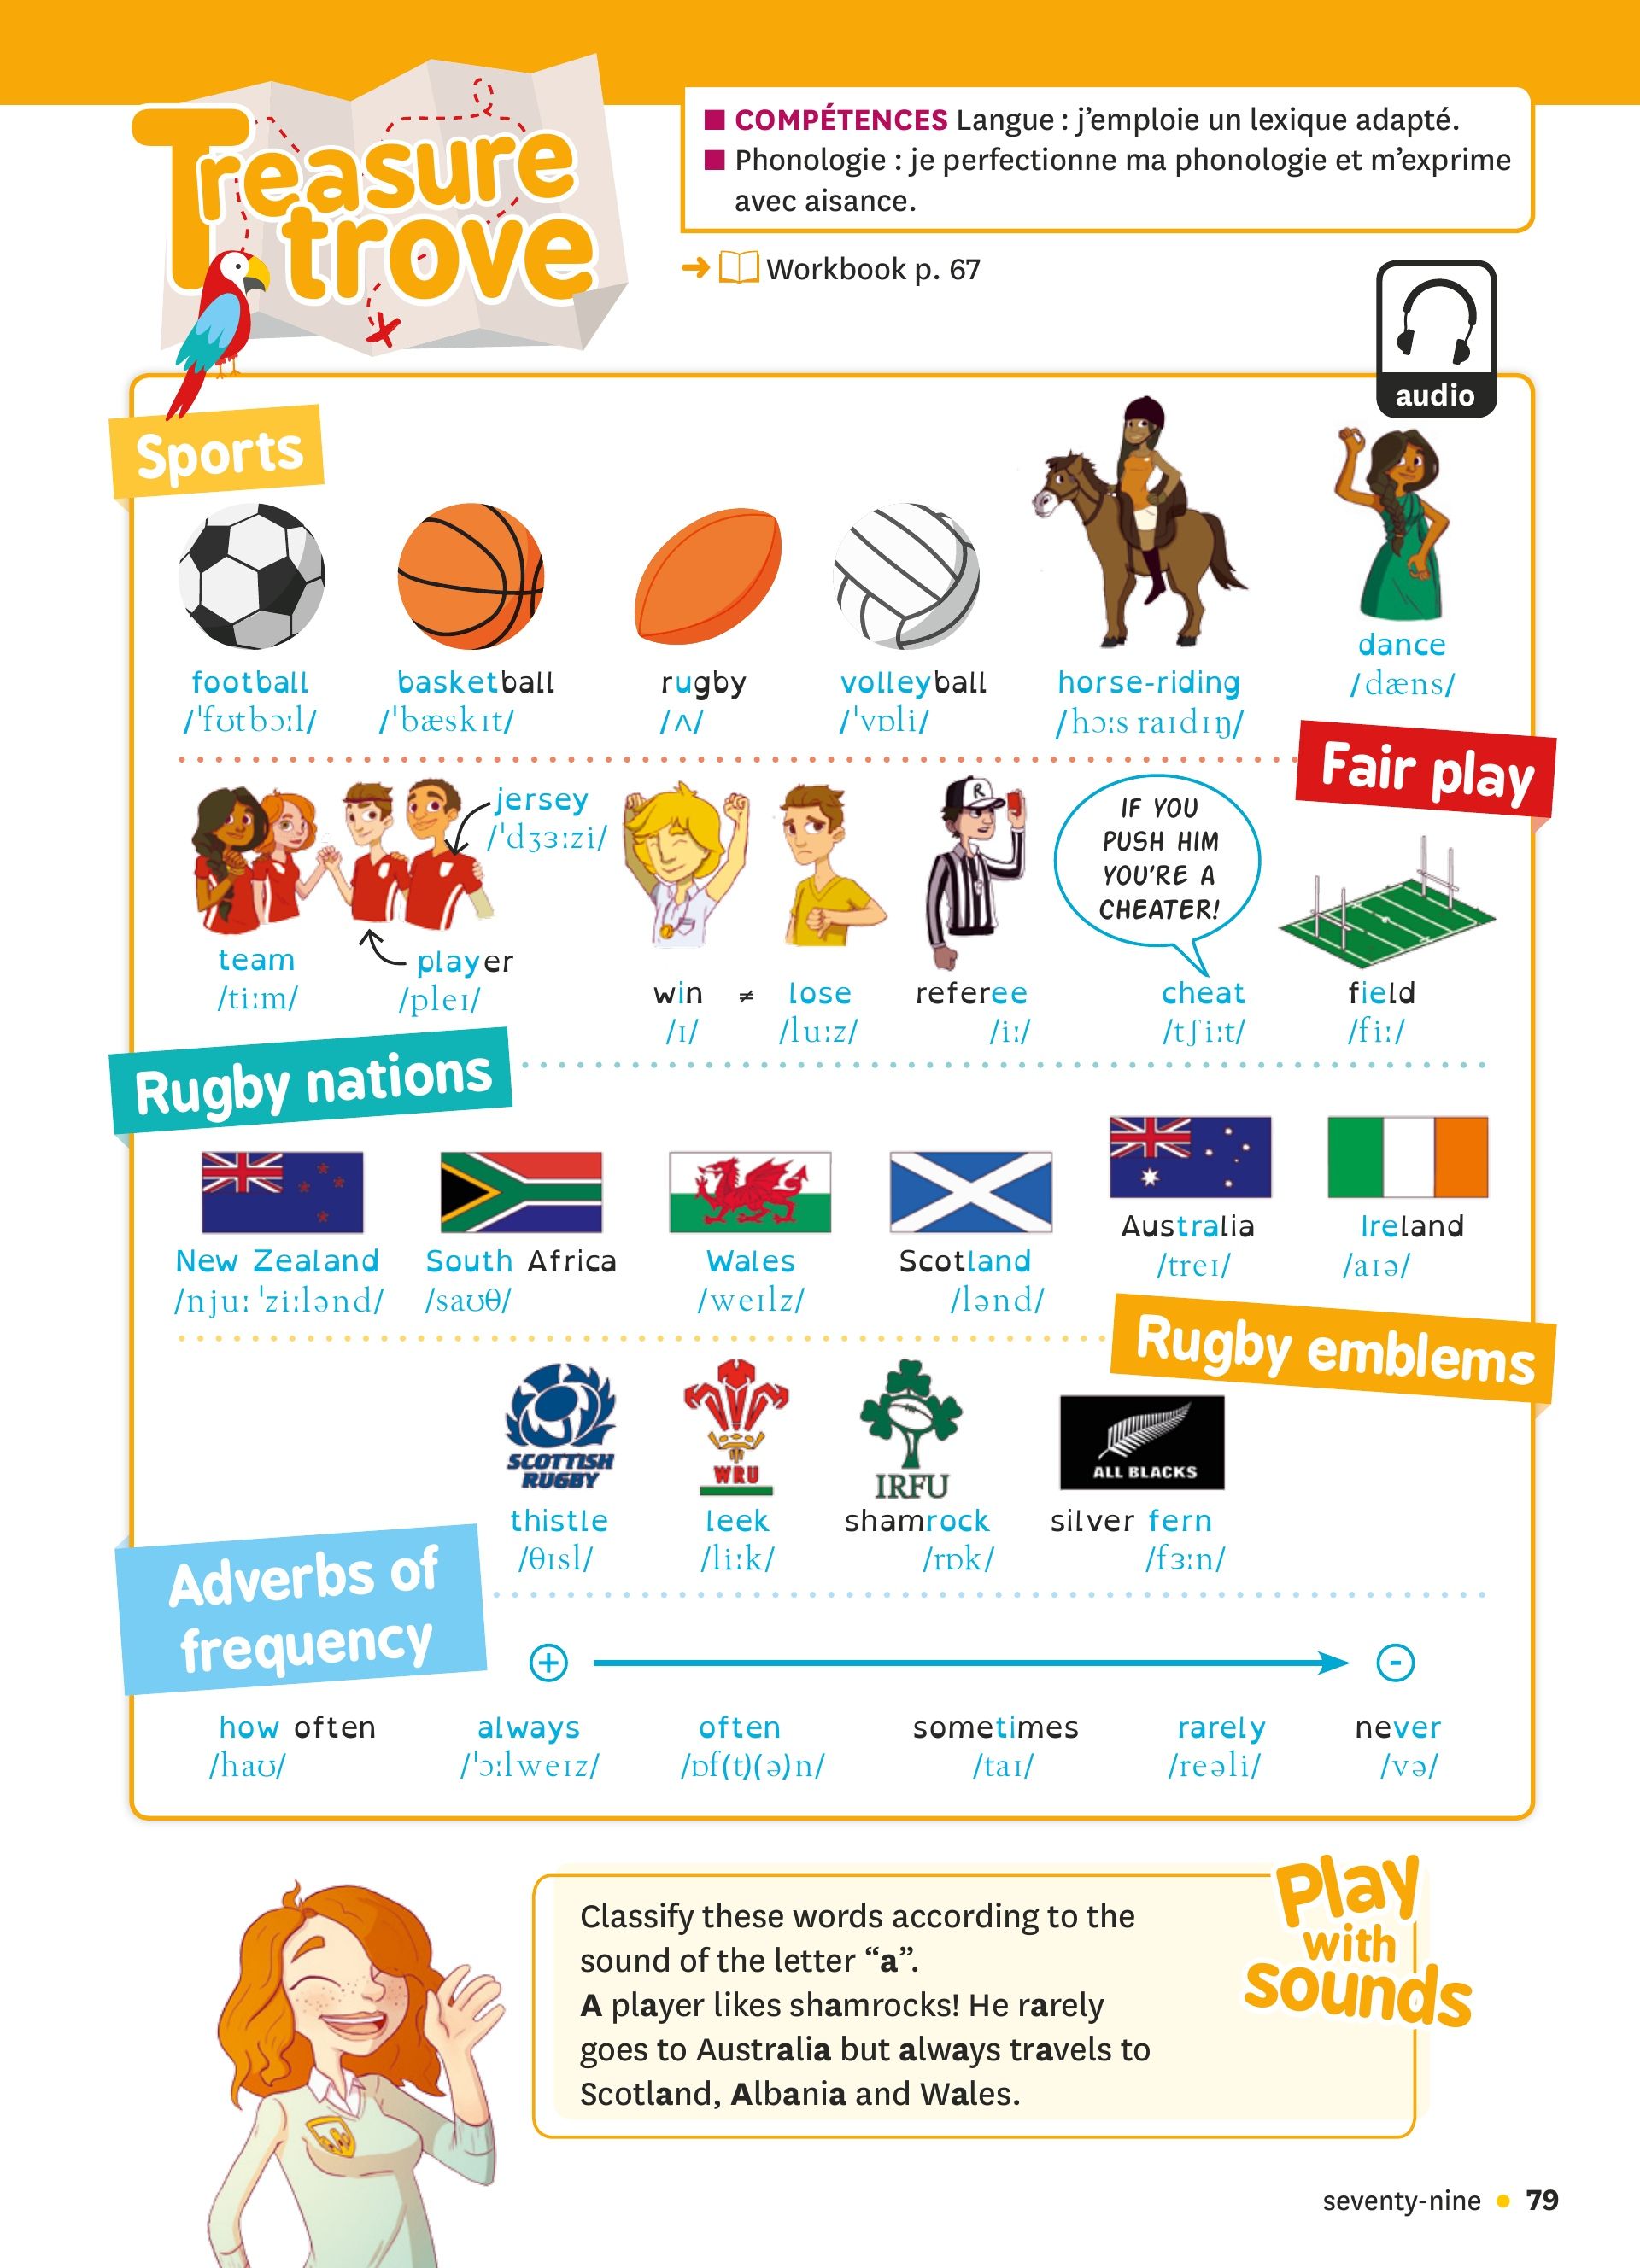 Treasure
trove
■ COMPÉTENCES Langue : j’emploie un lexique adapté.
■ Phonologie : je perfectionne ma phonologie et m’exprime
avec aisance.
➔ Workbook p. 67
audio
Sports
football
/ˈfʊtbɔːl/
basketball
/ˈbæskɪt/
rugby
/ʌ/
volleyball
/ˈvɒli/
horse-riding
/hɔːs raɪdɪŋ/
dance
/dæns/
Fair play
jersey
/ˈdʒɜːzi/
team
/tiːm/
player
/pleɪ/
R
win ≠ lose
/ɪ/ /luːz/
referee
/iː/
IF YOU
PUSH HIM
YOU’RE A
CHEATER!
cheat
/tʃiːt/
field
/fiː/
Rugby nations
New Zealand
/njuː ˈziːlənd/
South Africa
/saʊθ/
Wales
/weɪlz/
Scotland
/lənd/
Australia
/treɪ/
Ireland
/aɪə/
Rugby emblems
SCOTTISH
RUGBY
thistle
/θɪsl/
WRU
leek
/liːk/
IRFU
shamrock
/rɒk/
ALL BLACKS
silver fern
/fɜːn/
Adverbs of
frequency
+ -
how often
/haʊ/
always
/ˈɔːlweɪz/
often
/ɒf(t)(ə)n/
sometimes
/taɪ/
rarely
/reəli/
never
/və/
Play
with
sounds
Classify these words according to the
sound of the letter “a”.
A player likes shamrocks! He rarely
goes to Australia but always travels to
Scotland, Albania and Wales.
seventy-nine • 79